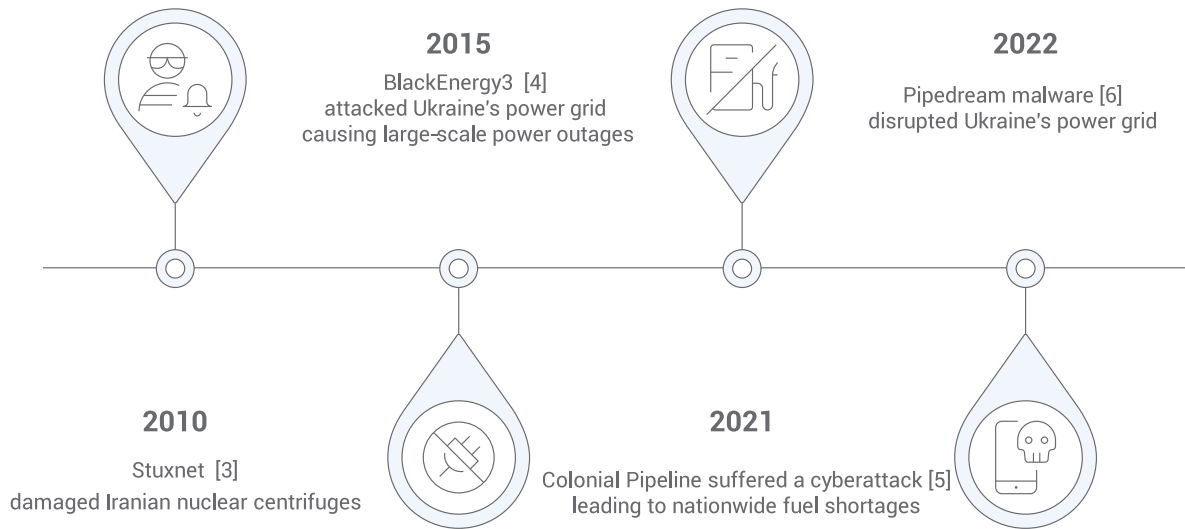 2015
BlackEnergy3 [4]
attacked Ukraine's power grid
causing large-scale power outages
2022
Pipedream malware [6]
disrupted Ukraine's power grid
2010
Stuxnet [3]
damaged Iranian nuclear centrifuges
2021
Colonial Pipeline suffered a cyberattack [5]
leading to nationwide fuel shortages